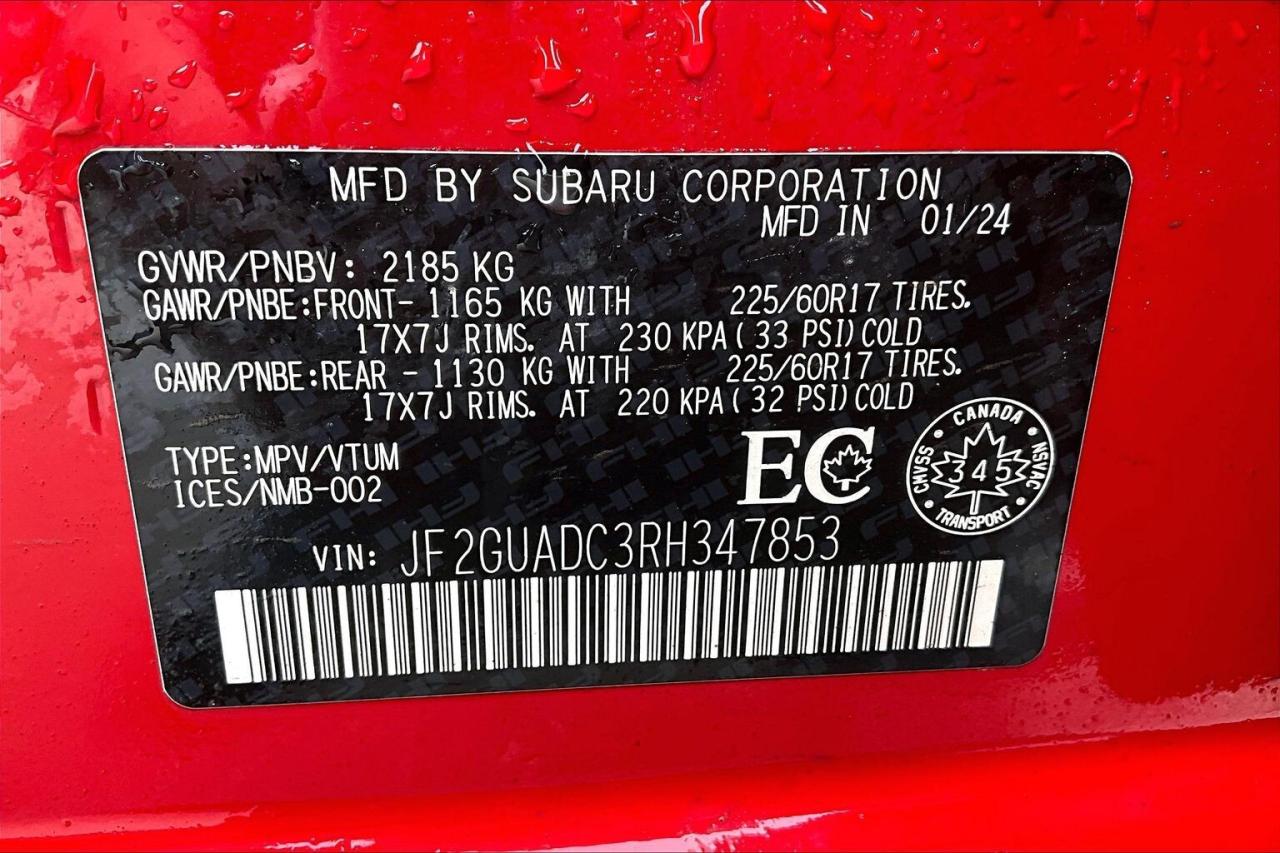 MFD BY SUBARU CORPORATION
MFD IN 01/24
GVWR/PNBV: 2185 KG
GAWR/PNBE:FRONT- 1165 KG WITH 225/60R17 TIRES.
17X7J RIMS. AT 230 KPA(33 PSI)COLD
GAWR/PNBE:REAR - 1130 KG WITH 225/60R17 TIRES.
17X7J RIMS. AT 220 KPA(32 PSI)COLD
TYPE:MPV/VTUM
ICES/NMB-002
EC
CANADA
CMVSS
NSVAC
345
TRANSPORT
VIN: JF2GUADC3RH347853